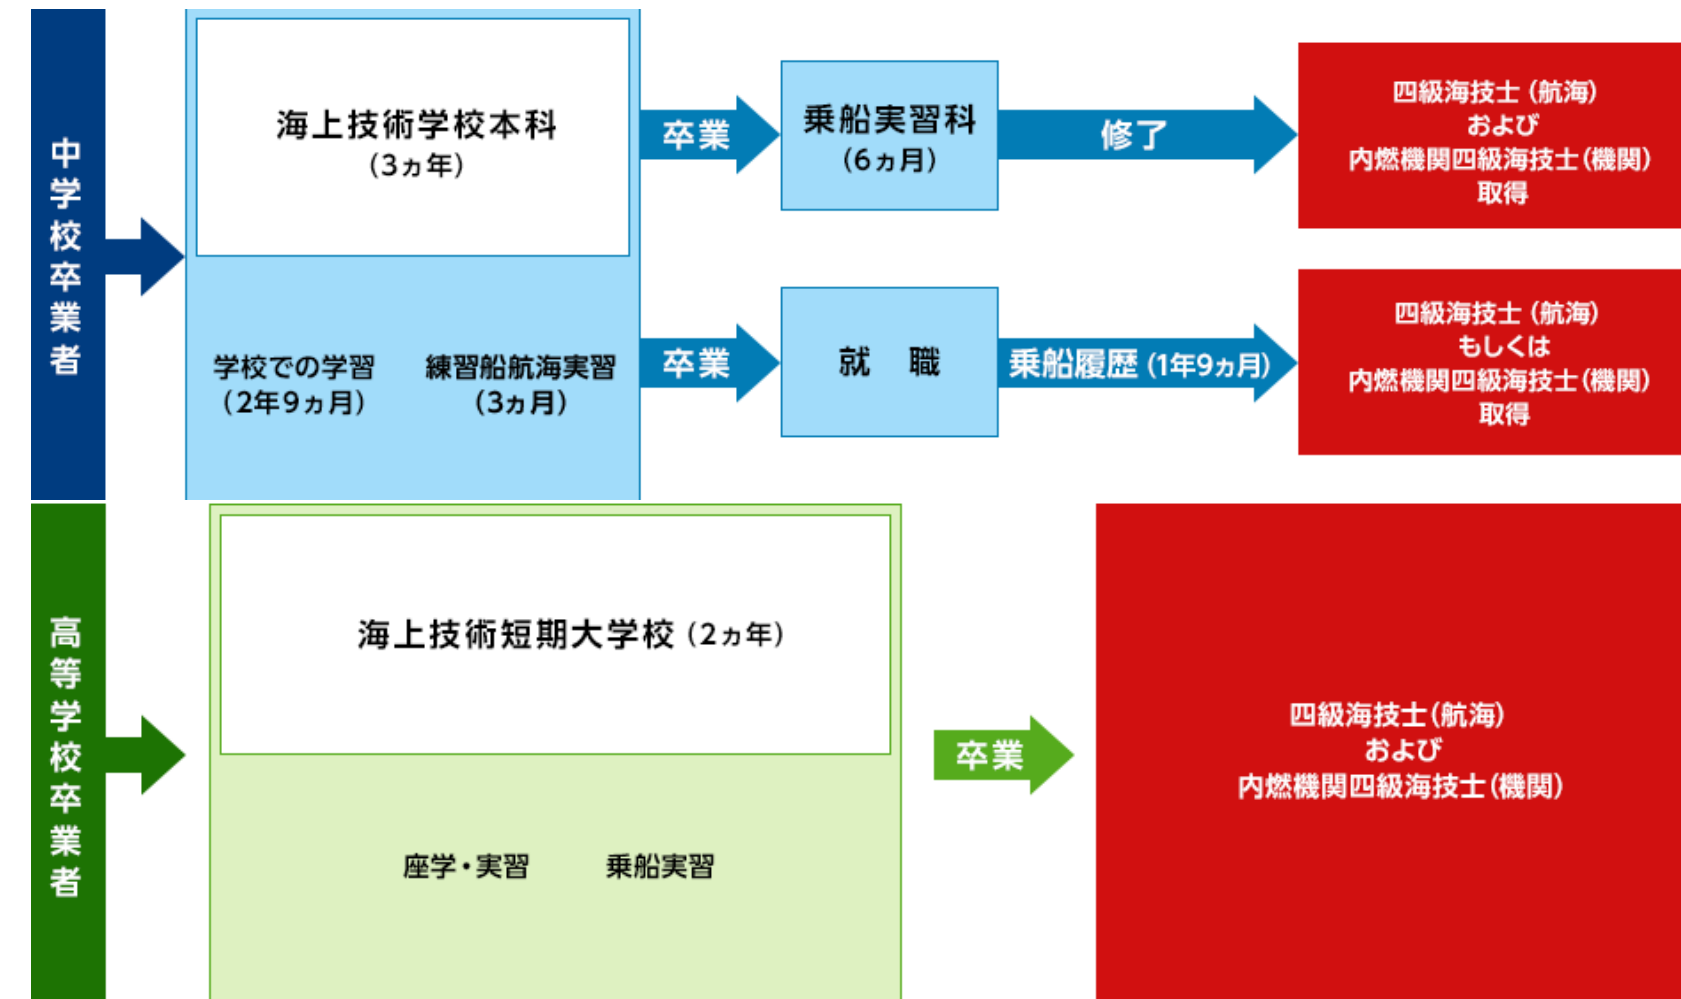 中学校卒業者
海上技術学校本科
（3ヵ年）
学校での学習
（2年9ヵ月）
練習船航海実習
（3ヵ月）
卒業
乗船実習科
（6ヵ月）
修了
四級海技士（航海）
および
内燃機関四級海技士（機関）
取得
卒業
就　職
乗船履歴（1年9ヵ月）
四級海技士（航海）
もしくは
内燃機関四級海技士（機関）
取得
高等学校卒業者
海上技術短期大学校（2ヵ年）
座学・実習
乗船実習
卒業
四級海技士（航海）
および
内燃機関四級海技士（機関）